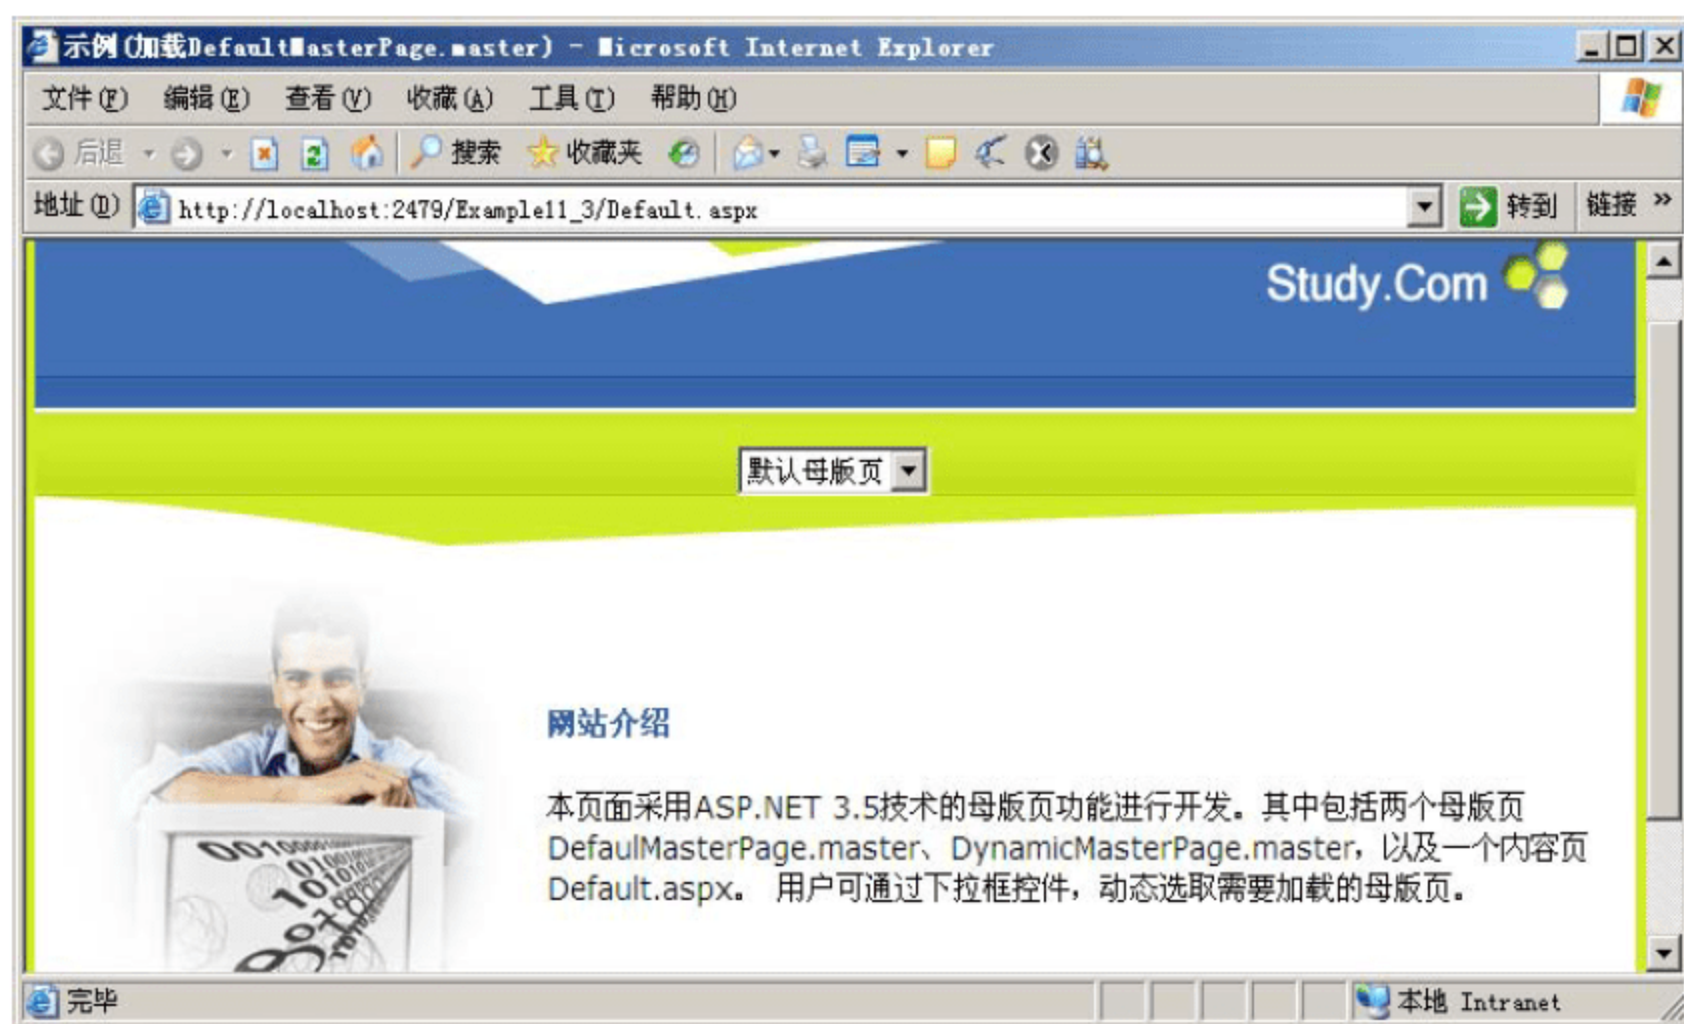 示例(加载DefaultMasterPage.master) - Microsoft Internet Explorer
文件(F) 编辑(E) 查看(V) 收藏(A) 工具(T) 帮助(H)
后退 搜索 收藏夹
地址(D) http://localhost:2479/Example11_3/Default.aspx 转到 链接 »
Study.Com
默认母版页
网站介绍
本页面采用ASP.NET 3.5技术的母版页功能进行开发。其中包括两个母版页
DefaulMasterPage.master、DynamicMasterPage.master，以及一个内容页
Default.aspx。 用户可通过下拉框控件，动态选取需要加载的母版页。
完毕 本地 Intranet